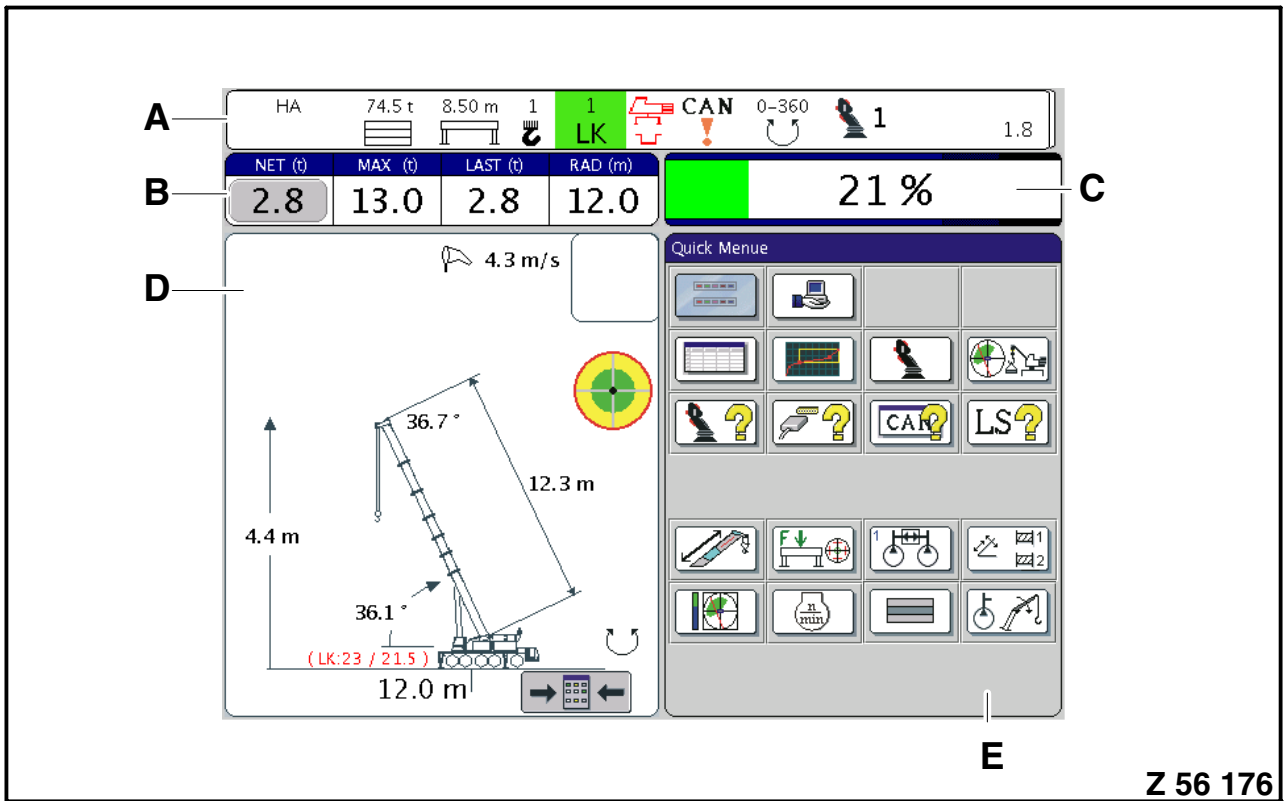 HA 74.5 t 8.50 m 1 1 LK CAN 0-360 1 1.8
A
NET (t) MAX (t) LAST (t) RAD (m)
2.8 13.0 2.8 12.0
B
21 %
C
D
4.3 m/s
36.7 °
12.3 m
4.4 m
36.1 °
( LK:23 / 21.5 )
12.0 m
Quick Menue
CAN LS
F 1 1
2
n
min
E
Z 56 176